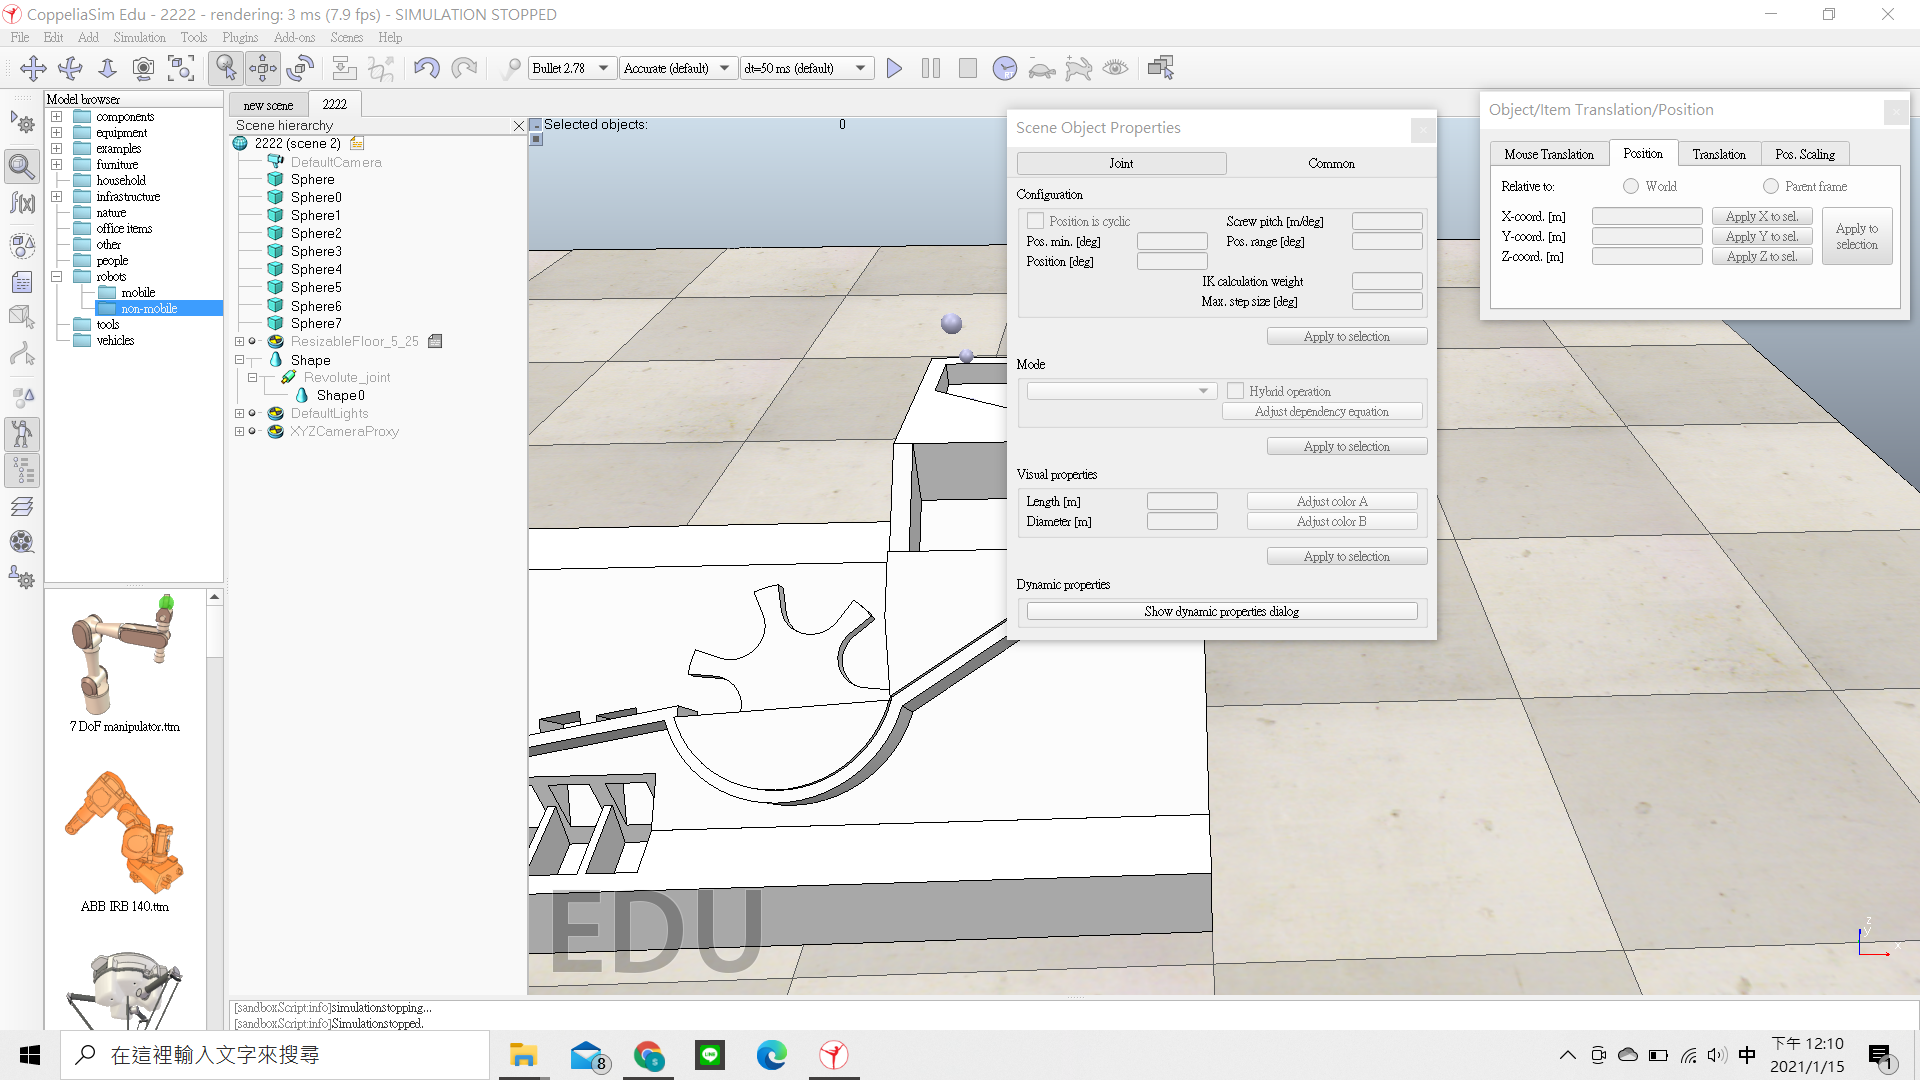 CoppeliaSim Edu - 2222 - rendering: 3 ms (7.9 fps) - SIMULATION STOPPED
File Edit Add Simulation Tools Plugins Add-ons Scenes Help
Bullet 2.78 Accurate (default) dt=50 ms (default) RT
Model browser
components
equipment
examples
furniture
household
infrastructure
nature
office items
other
people
robots
mobile
non-mobile
tools
vehicles
7 DoF manipulator.ttm
ABB IRB 140.ttm
new scene 2222
Scene hierarchy
2222 (scene 2)
DefaultCamera
Sphere
Sphere0
Sphere1
Sphere2
Sphere3
Sphere4
Sphere5
Sphere6
Sphere7
ResizableFloor_5_25
Shape
Revolute_joint
Shape0
DefaultLights
XYZCameraProxy
Selected objects: 0
EDU
Scene Object Properties
Joint Common
Configuration
Position is cyclic Screw pitch [m/deg]
Pos. min. [deg] Pos. range [deg]
Position [deg]
IK calculation weight
Max. step size [deg]
Apply to selection
Mode
Hybrid operation
Adjust dependency equation
Apply to selection
Visual properties
Length [m] Adjust color A
Diameter [m] Adjust color B
Apply to selection
Dynamic properties
Show dynamic properties dialog
Object/Item Translation/Position
Mouse Translation Position Translation Pos. Scaling
Relative to: World Parent frame
X-coord. [m] Apply X to sel.
Y-coord. [m] Apply Y to sel.
Z-coord. [m] Apply Z to sel.
Apply to
selection
z
y
x
[sandboxScript:info]simulationstopping...
[sandboxScript:info]Simulationstopped.
在這裡輸入文字來搜尋
8
中
下午 12:10
2021/1/15
1